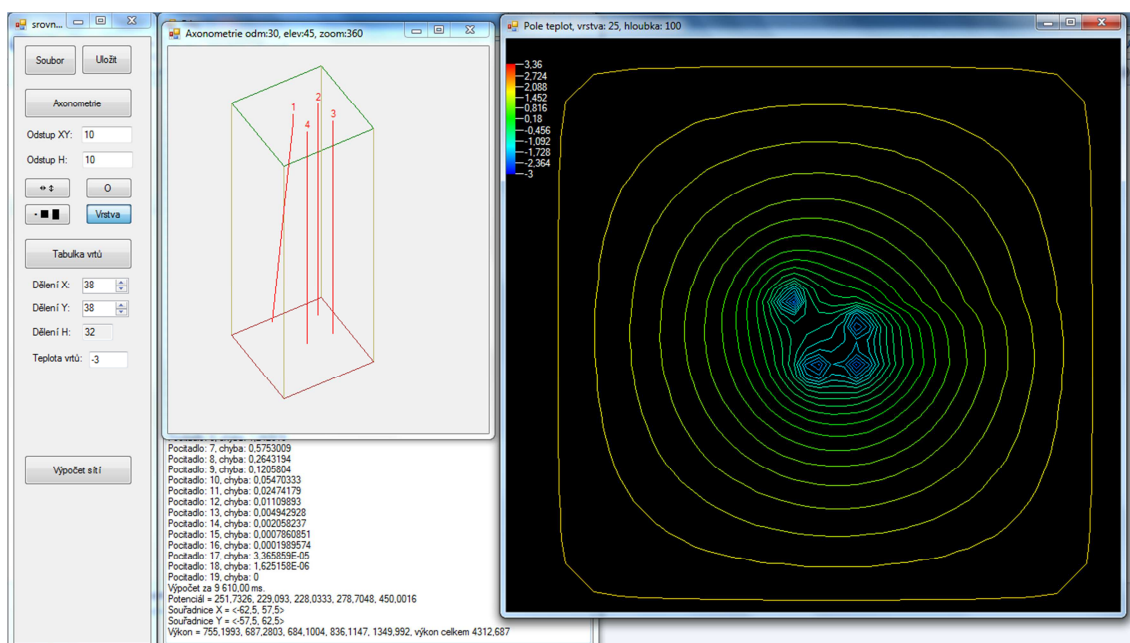 srovn...
Soubor
Uložit
Axonometrie
Odstup XY: 10
Odstup H: 10
O
Vrstva
Tabulka vrtů
Dělení X: 38
Dělení Y: 38
Dělení H: 32
Teplota vrtů: -3
Výpočet sítí
Axonometrie odm:30, elev:45, zoom:360
1
2
3
4
Pocitadlo: 7, chyba: 0,5753009
Pocitadlo: 8, chyba: 0,2643194
Pocitadlo: 9, chyba: 0,1205804
Pocitadlo: 10, chyba: 0,05470333
Pocitadlo: 11, chyba: 0,02474179
Pocitadlo: 12, chyba: 0,01109893
Pocitadlo: 13, chyba: 0,004942928
Pocitadlo: 14, chyba: 0,002058237
Pocitadlo: 15, chyba: 0,0007860851
Pocitadlo: 16, chyba: 0,0001989574
Pocitadlo: 17, chyba: 3,365859E-05
Pocitadlo: 18, chyba: 1,625158E-06
Pocitadlo: 19, chyba: 0
Výpočet za 9 610,00 ms.
Potenciál = 251,7326, 229,093, 228,0333, 278,7048, 450,0016
Souřadnice X = <-62,5, 57,5>
Souřadnice Y = <-57,5, 62,5>
Výkon = 755,1993, 687,2803, 684,1004, 836,1147, 1349,992, výkon celkem 4312,687
Pole teplot, vrstva: 25, hloubka: 100
3,36
2,724
2,088
1,452
0,816
0,18
-0,456
-1,092
-1,728
-2,364
-3